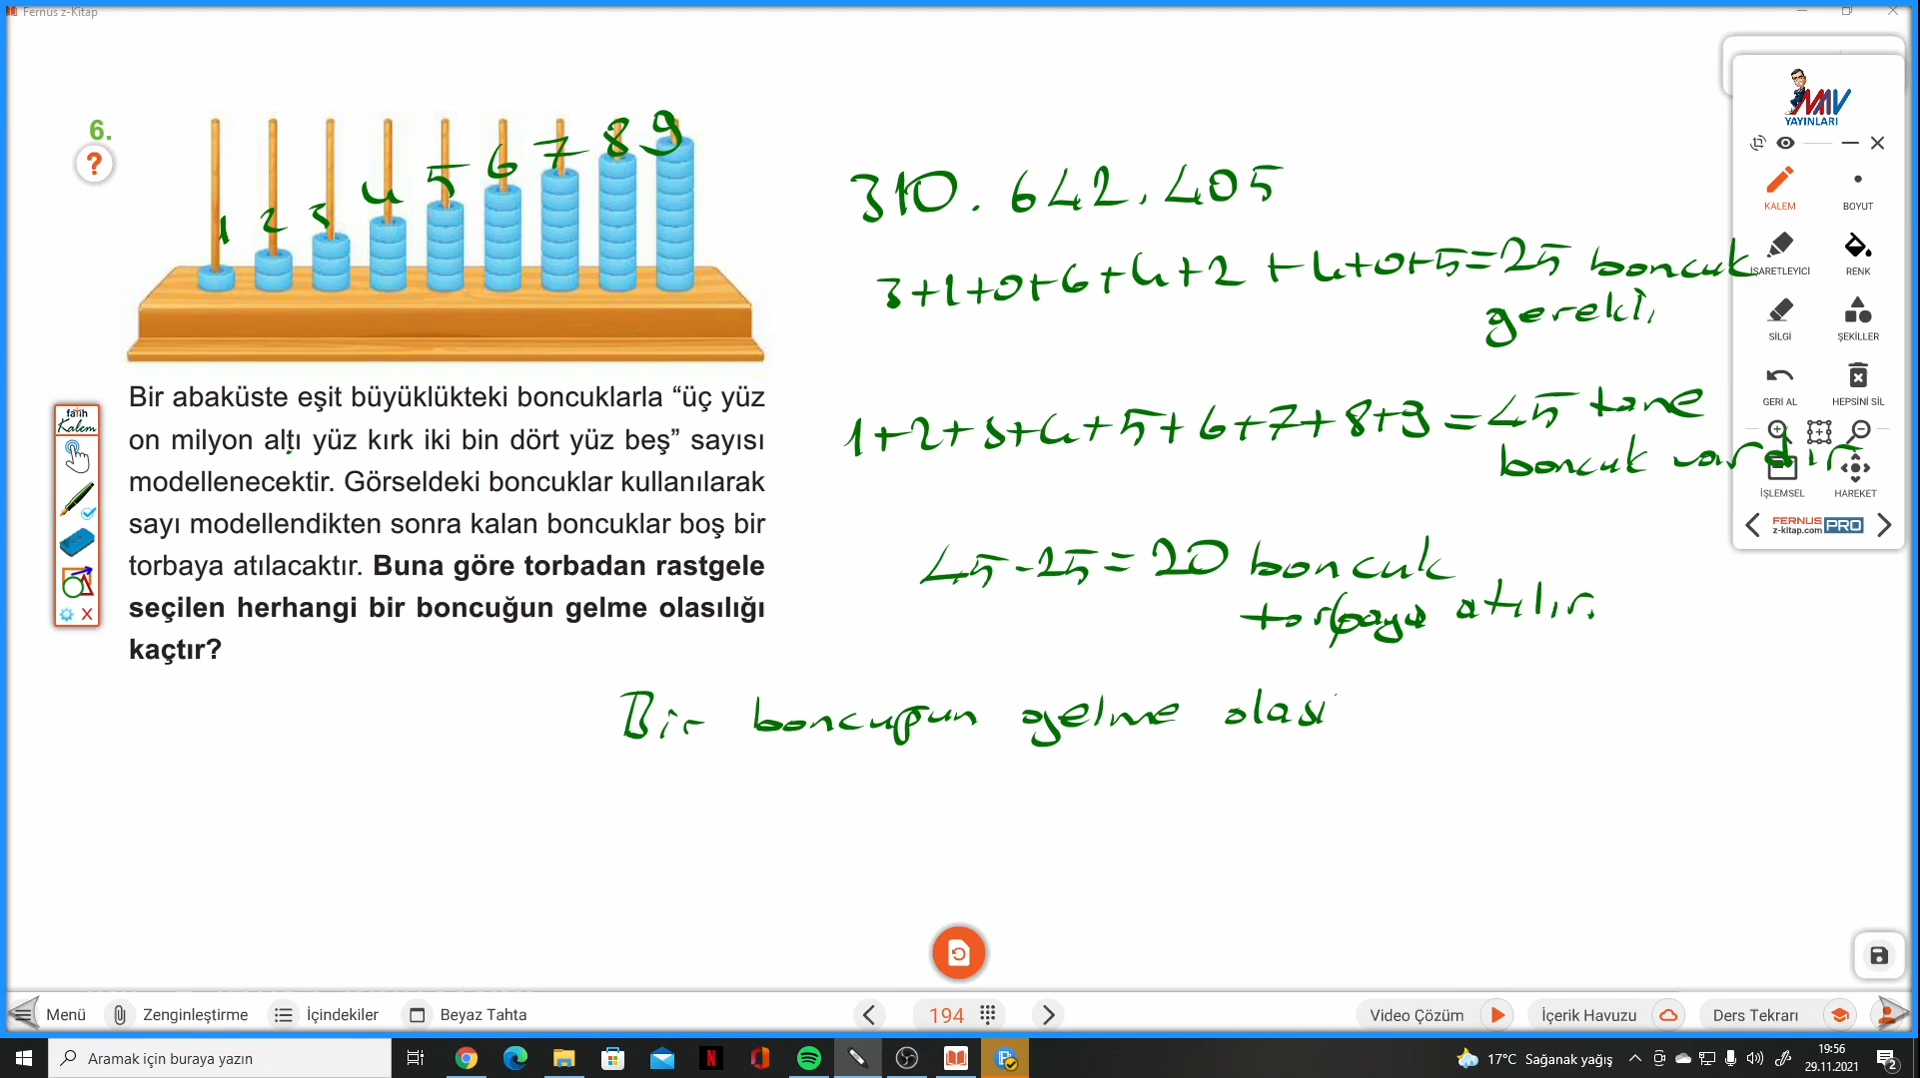 Fernus z-Kitap
6.
?
1 2 3 4 5 6 7 8 9
Bir abaküste eşit büyüklükteki boncuklarla “üç yüz
on milyon altı yüz kırk iki bin dört yüz beş” sayısı
modellenecektir. Görseldeki boncuklar kullanılarak
sayı modellendikten sonra kalan boncuklar boş bir
torbaya atılacaktır. Buna göre torbadan rastgele
seçilen herhangi bir boncuğun gelme olasılığı
kaçtır?
310.642.405
3+1+0+6+4+2+4+0+5=25 boncuk
gerekli.
1+2+3+4+5+6+7+8+9=45 tane
boncuk vardır
45-25=20 boncuk
torbaya atılır.
Bir boncuğun gelme olası
fatih
Kalem
MAV
YAYINLARI
KALEM
BOYUT
İŞARETLEYİCİ
RENK
SİLGİ
ŞEKİLLER
GERİ AL
HEPSİNİ SİL
İŞLEMSEL
HAREKET
FERNUS
z-kitap.com
PRO
Menü
Zenginleştirme
İçindekiler
Beyaz Tahta
194
Video Çözüm
İçerik Havuzu
Ders Tekrarı
Aramak için buraya yazın
17°C Sağanak yağış
19:56
29.11.2021
2